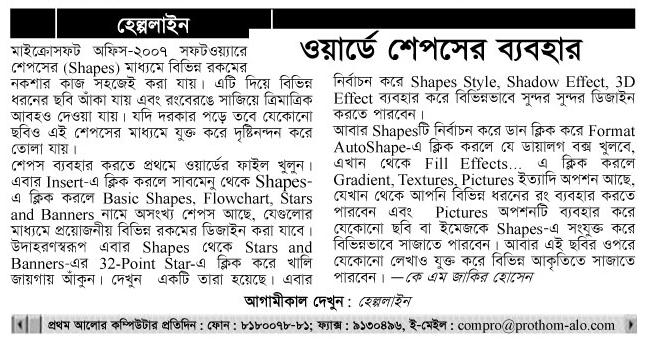 হেল্পলাইন
ওয়ার্ডে শেপসের ব্যবহার
মাইক্রোসফট অফিস-২০০৭ সফটওয়্যারে
শেপসের (Shapes) মাধ্যমে বিভিন্ন রকমের
নকশার কাজ সহজেই করা যায়। এটি দিয়ে বিভিন্ন
ধরনের ছবি আঁকা যায় এবং রংবেরঙে সাজিয়ে ত্রিমাত্রিক
আবহও দেওয়া যায়। যদি দরকার পড়ে তবে যেকোনো
ছবিও এই শেপসের মাধ্যমে যুক্ত করে দৃষ্টিনন্দন করে
তোলা যায়।
শেপস ব্যবহার করতে প্রথমে ওয়ার্ডের ফাইল খুলুন।
এবার Insert-এ ক্লিক করলে সাবমেনু থেকে Shapes-
এ ক্লিক করলে Basic Shapes, Flowchart, Stars
and Banners নামে অসংখ্য শেপস আছে, যেগুলোর
মাধ্যমে প্রয়োজনীয় বিভিন্ন রকমের ডিজাইন করা যাবে।
উদাহরণস্বরূপ এবার Shapes থেকে Stars and
Banners-এর 32-Point Star-এ ক্লিক করে খালি
জায়গায় আঁকুন। দেখুন একটি তারা হয়েছে। এবার
নির্বাচন করে Shapes Style, Shadow Effect, 3D
Effect ব্যবহার করে বিভিন্নভাবে সুন্দর সুন্দর ডিজাইন
করতে পারবেন।
আবার Shapesটি নির্বাচন করে ডান ক্লিক করে Format
AutoShape-এ ক্লিক করলে যে ডায়ালগ বক্স খুলবে,
এখান থেকে Fill Effects... এ ক্লিক করলে
Gradient, Textures, Pictures ইত্যাদি অপশন আছে,
যেখান থেকে আপনি বিভিন্ন ধরনের রং ব্যবহার করতে
পারবেন এবং Pictures অপশনটি ব্যবহার করে
যেকোনো ছবি বা ইমেজকে Shapes-এ সংযুক্ত করে
বিভিন্নভাবে সাজাতে পারবেন। আবার এই ছবির ওপরে
যেকোনো লেখাও যুক্ত করে বিভিন্ন আকৃতিতে সাজাতে
পারবেন। —কে এম জাকির হোসেন
আগামীকাল দেখুন : হেল্পলাইন
প্রথম আলোর কম্পিউটার প্রতিদিন : ফোন : ৮১৮০০৭৮-৮১; ফ্যাক্স : ৯১৩০৪৯৬, ই-মেইল : compro@prothom-alo.com